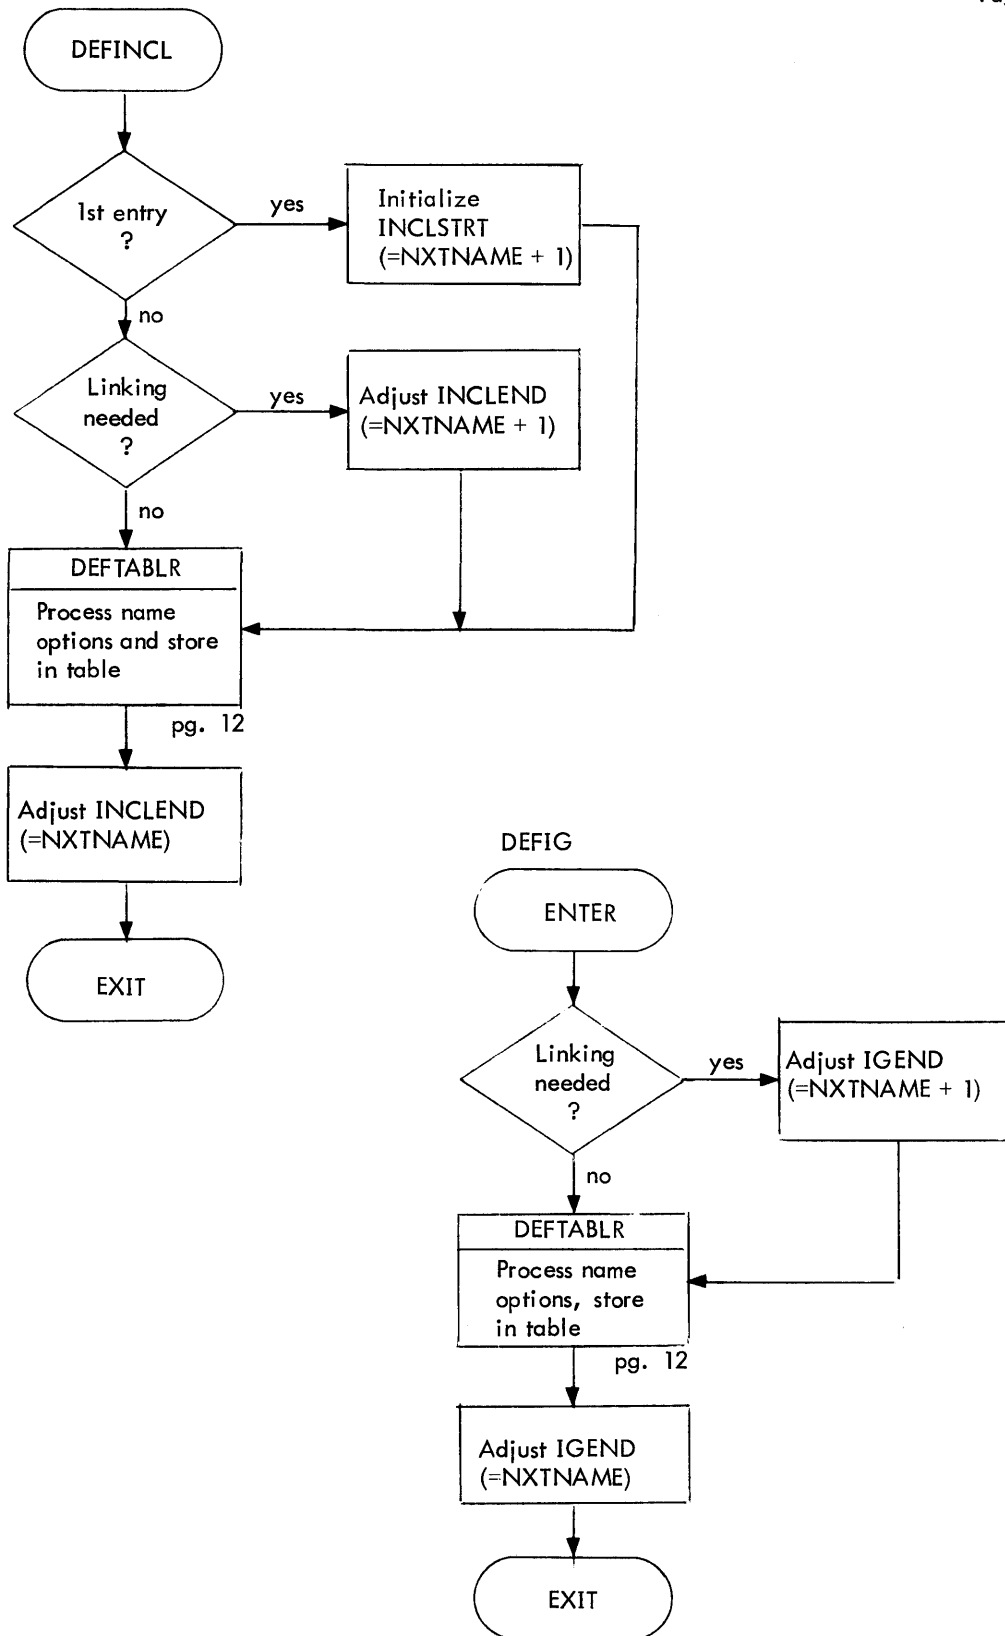 DEFINCL
1st entry
?
yes
Initialize
INCLSTRT
(=NXTNAME + 1)
no
Linking
needed
?
yes
Adjust INCLEND
(=NXTNAME + 1)
no
DEFTABLR
Process name
options and store
in table
pg. 12
Adjust INCLEND
(=NXTNAME)
EXIT
DEFIG
ENTER
Linking
needed
?
yes
Adjust IGEND
(=NXTNAME + 1)
no
DEFTABLR
Process name
options, store
in table
pg. 12
Adjust IGEND
(=NXTNAME)
EXIT